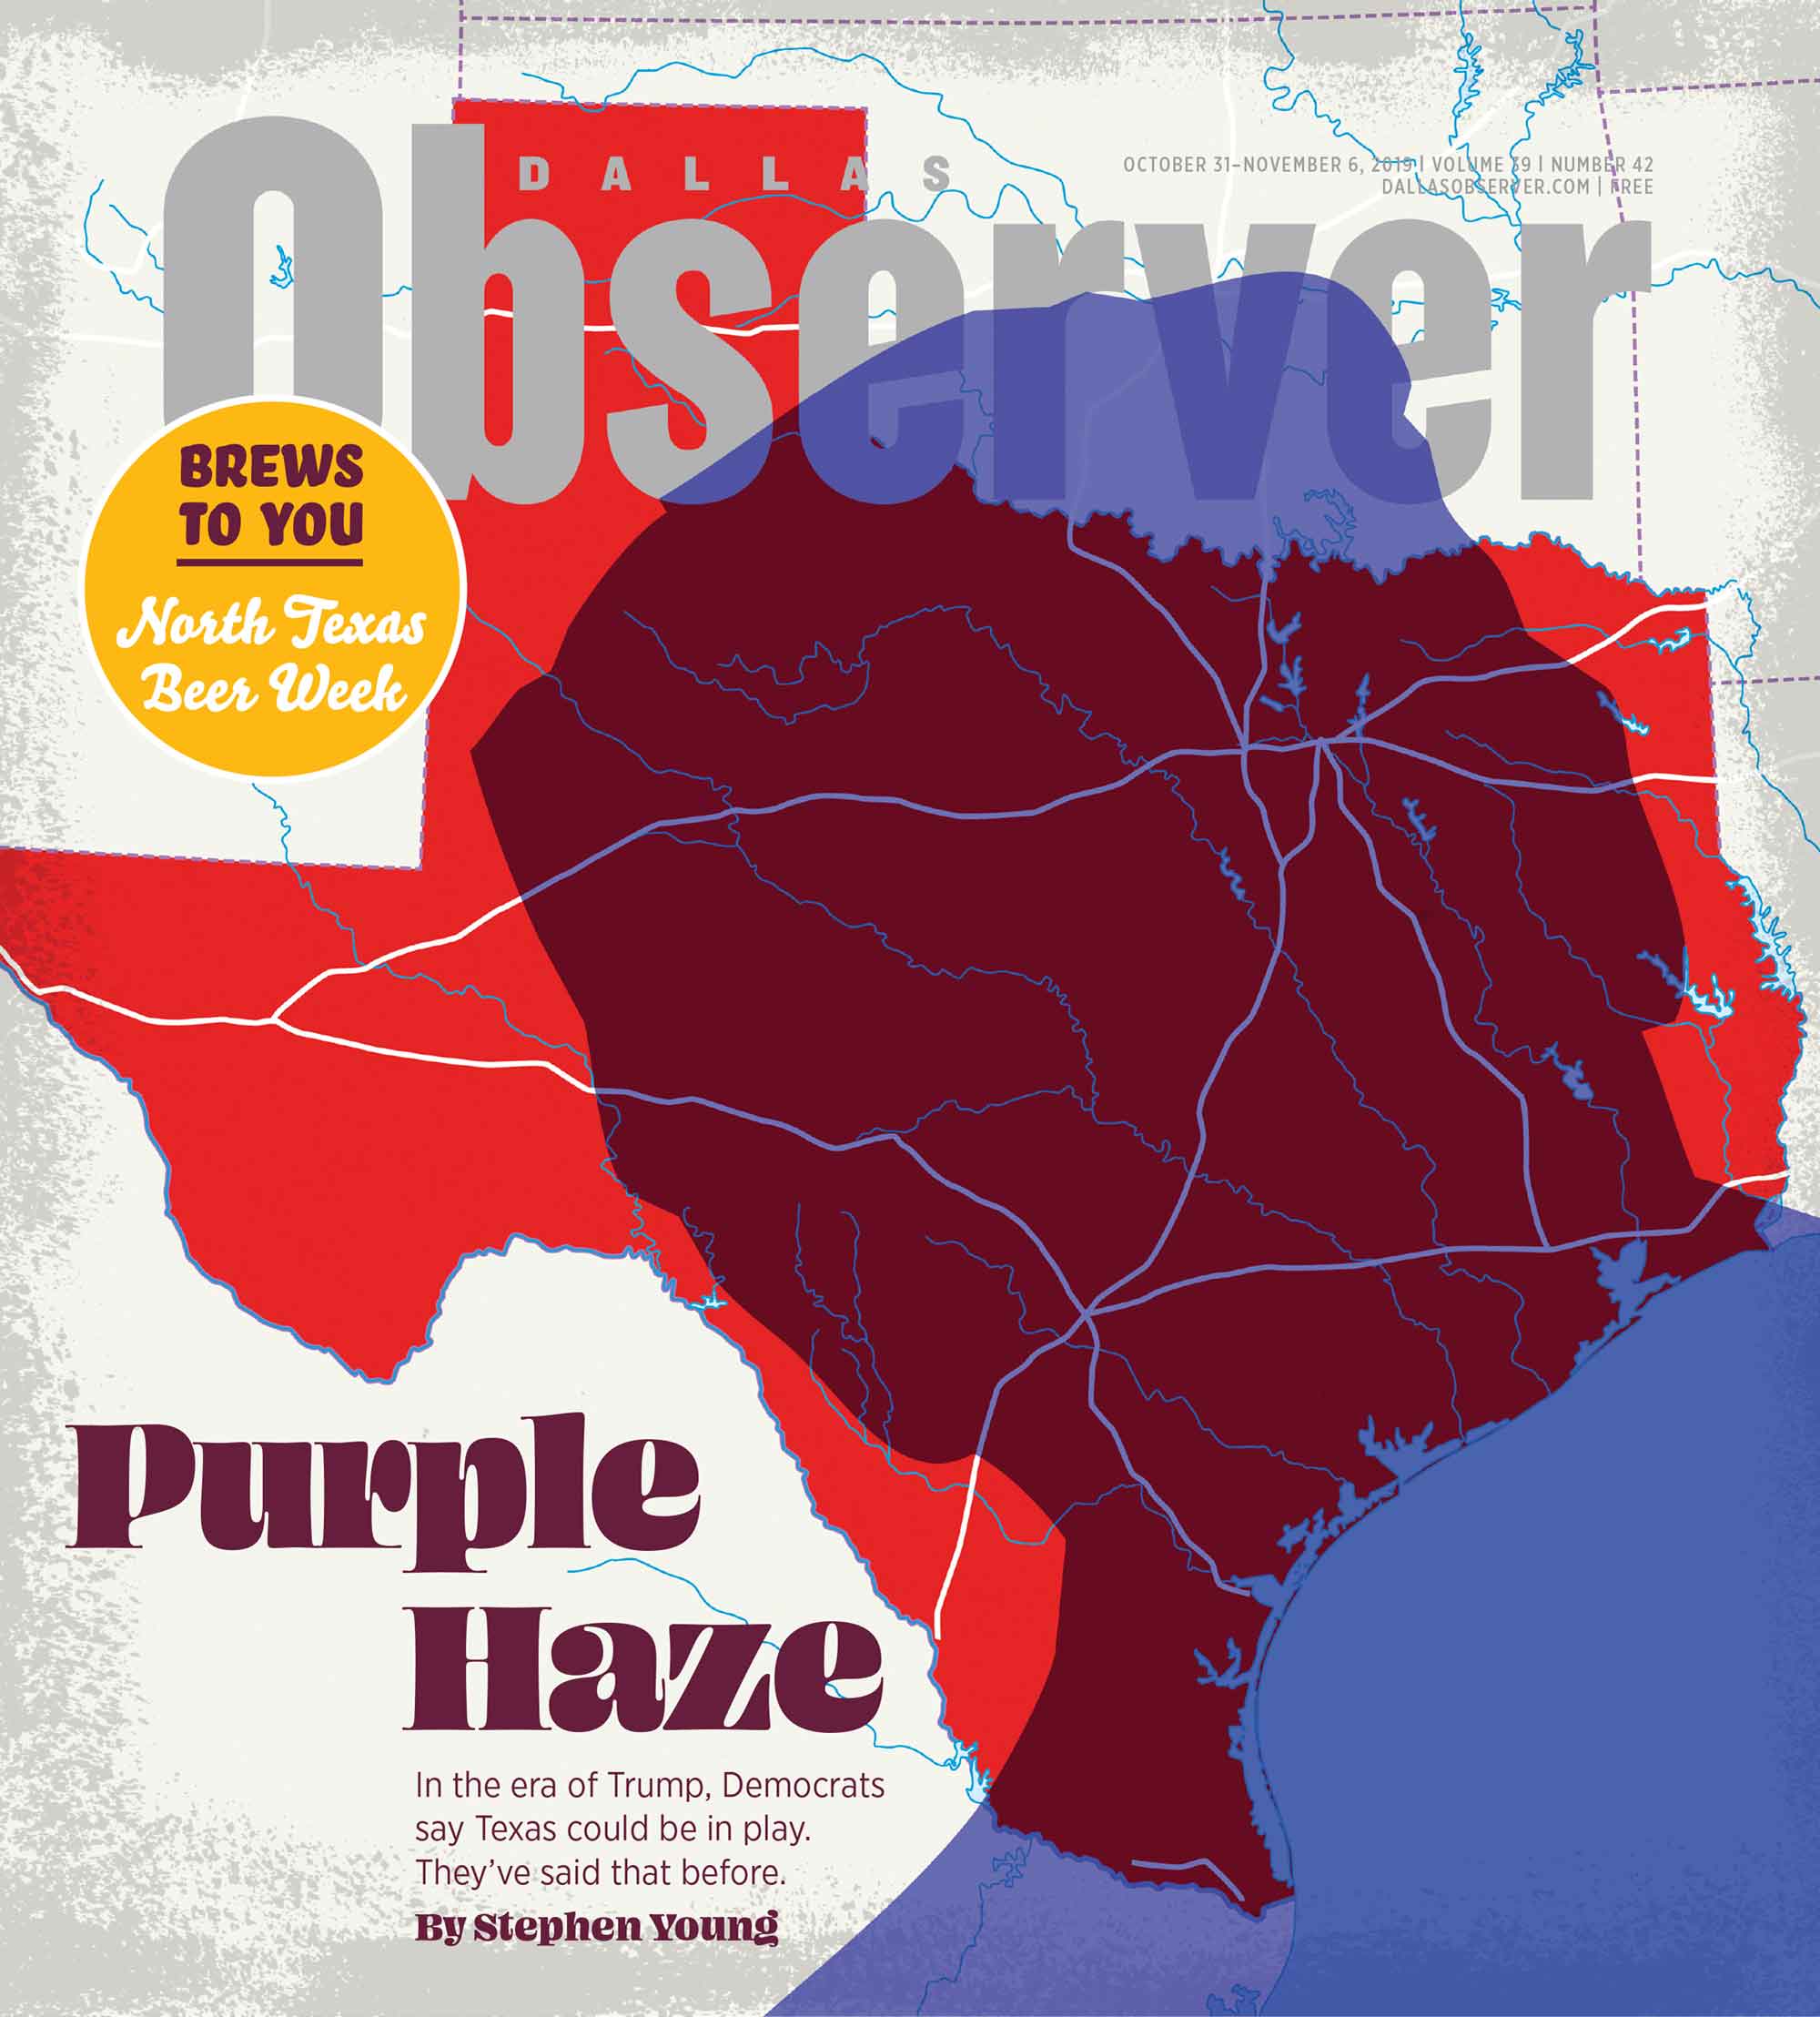 DALLAS
OCTOBER 31–NOVEMBER 6, 2019 | VOLUME 39 | NUMBER 42
DALLASOBSERVER.COM | FREE
Observer
BREWS
TO YOU
North Texas
Beer Week
Purple
Haze
In the era of Trump, Democrats
say Texas could be in play.
They’ve said that before.
By Stephen Young